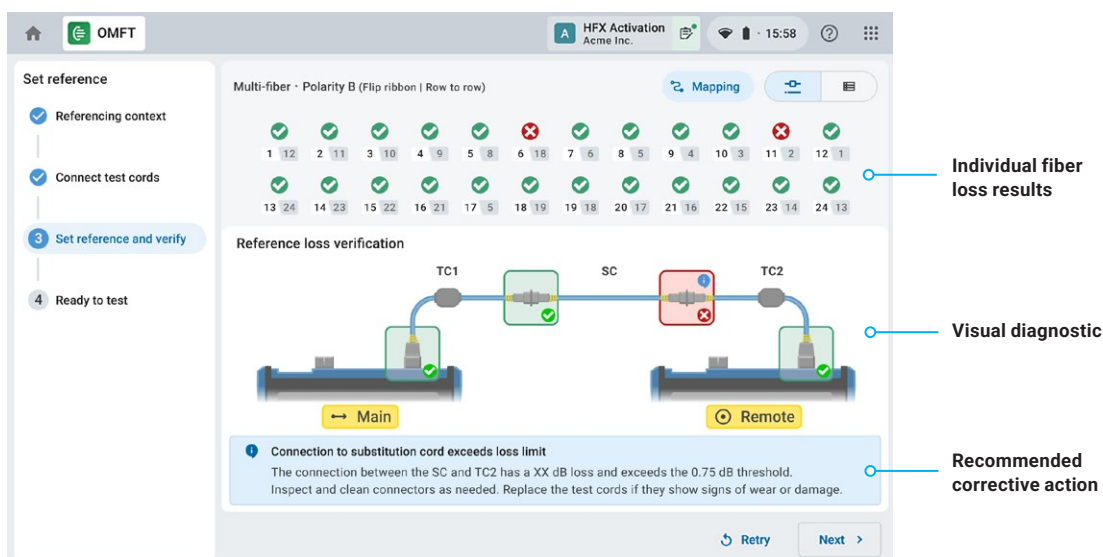 OMFT
A
HFX Activation
Acme Inc.
· 15:58
?
Set reference
Referencing context
Connect test cords
3 Set reference and verify
4 Ready to test
Multi-fiber · Polarity B (Flip ribbon | Row to row)
Mapping
1 12 2 11 3 10 4 9 5 8 6 18 7 6 8 5 9 4 10 3 11 2 12 1
13 24 14 23 15 22 16 21 17 5 18 19 19 18 20 17 21 16 22 15 23 14 24 13
Reference loss verification
TC1 SC TC2
Main Remote
Connection to substitution cord exceeds loss limit
The connection between the SC and TC2 has a XX dB loss and exceeds the 0.75 dB threshold.
Inspect and clean connectors as needed. Replace the test cords if they show signs of wear or damage.
Retry Next
Individual fiber
loss results
Visual diagnostic
Recommended
corrective action